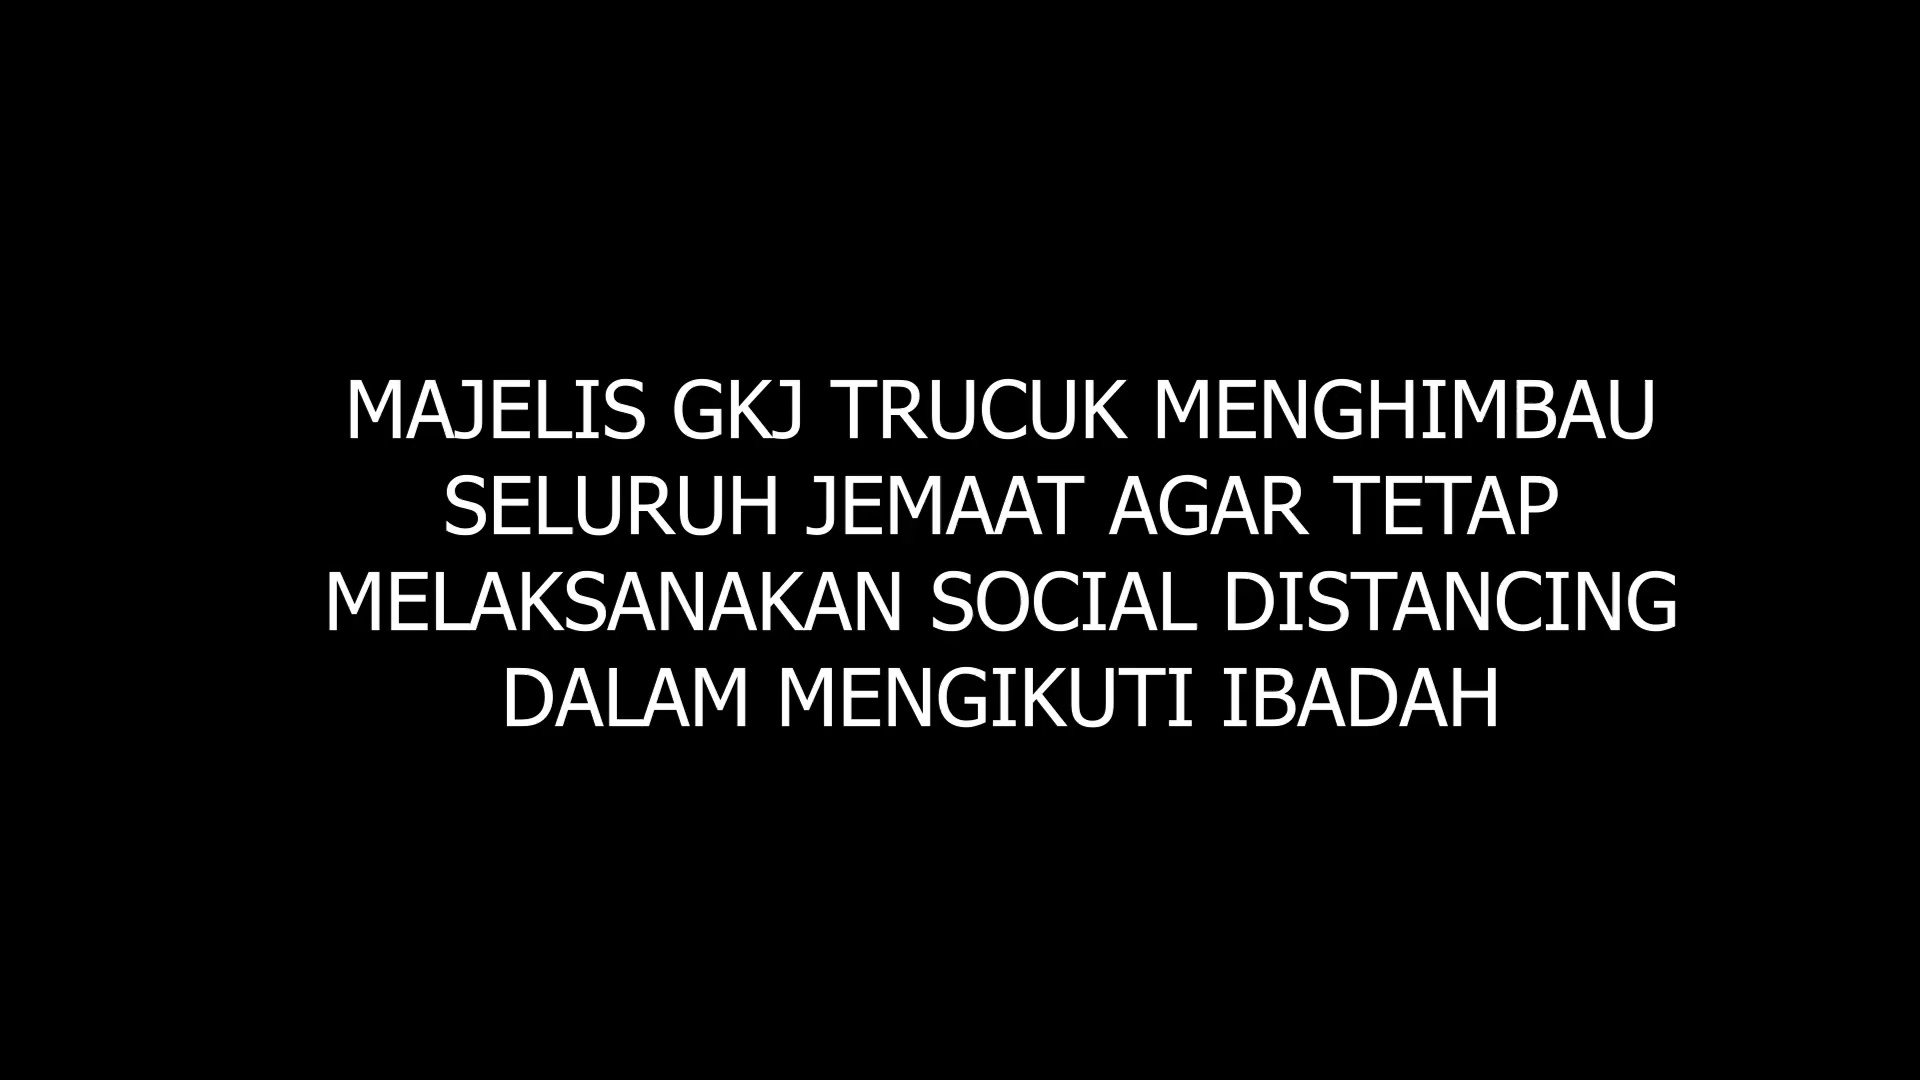 MAJELIS GKJ TRUCUK MENGHIMBAU
SELURUH JEMAAT AGAR TETAP
MELAKSANAKAN SOCIAL DISTANCING
DALAM MENGIKUTI IBADAH